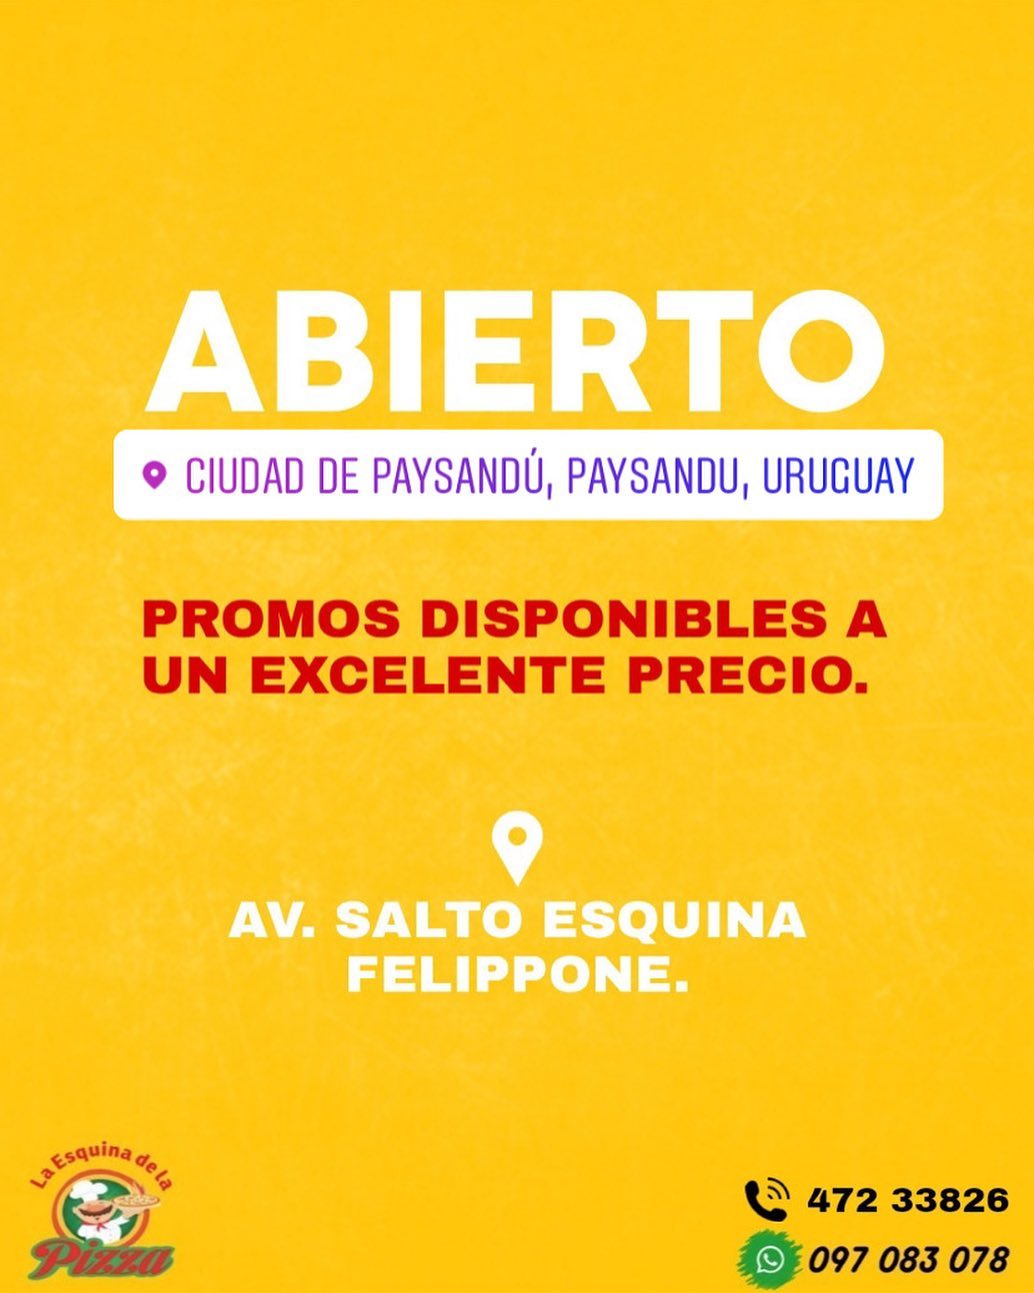 ABIERTO
CIUDAD DE PAYSANDÚ, PAYSANDU, URUGUAY
PROMOS DISPONIBLES A
UN EXCELENTE PRECIO.
AV. SALTO ESQUINA
FELIPPONE.
La Esquina de la
Pizza
472 33826
097 083 078